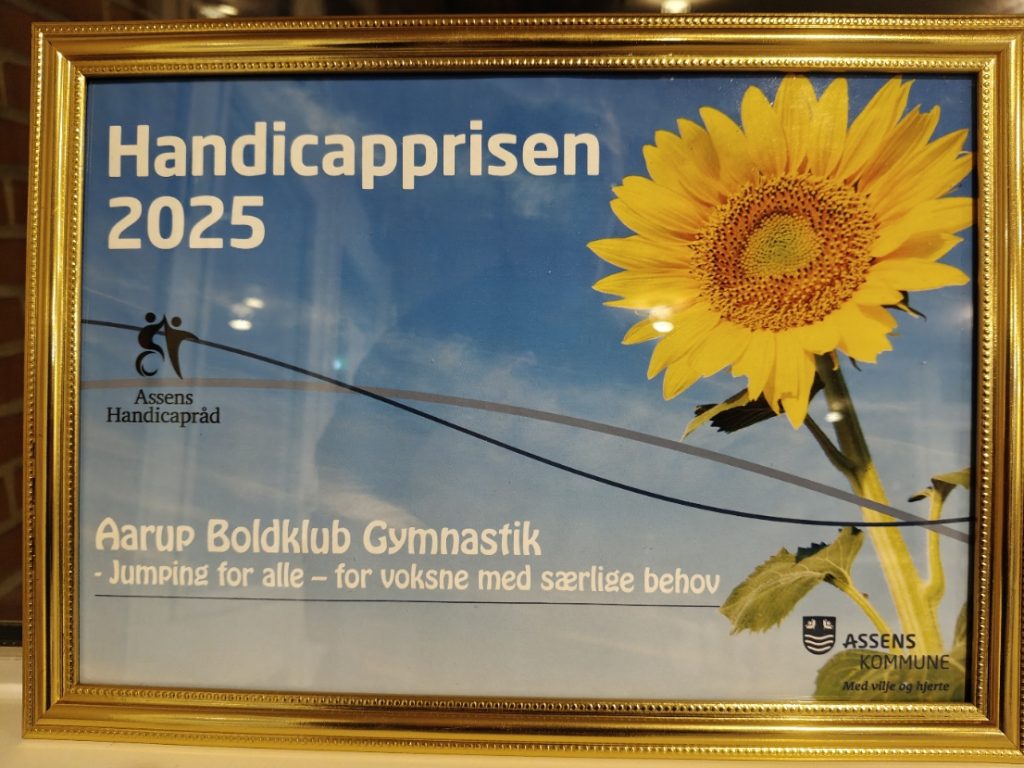 Handicapprisen
2025
Assens
Handicapråd
Aarup Boldklub Gymnastik
- Jumping for alle – for voksne med særlige behov
ASSENS
KOMMUNE
Med vilje og hjerte